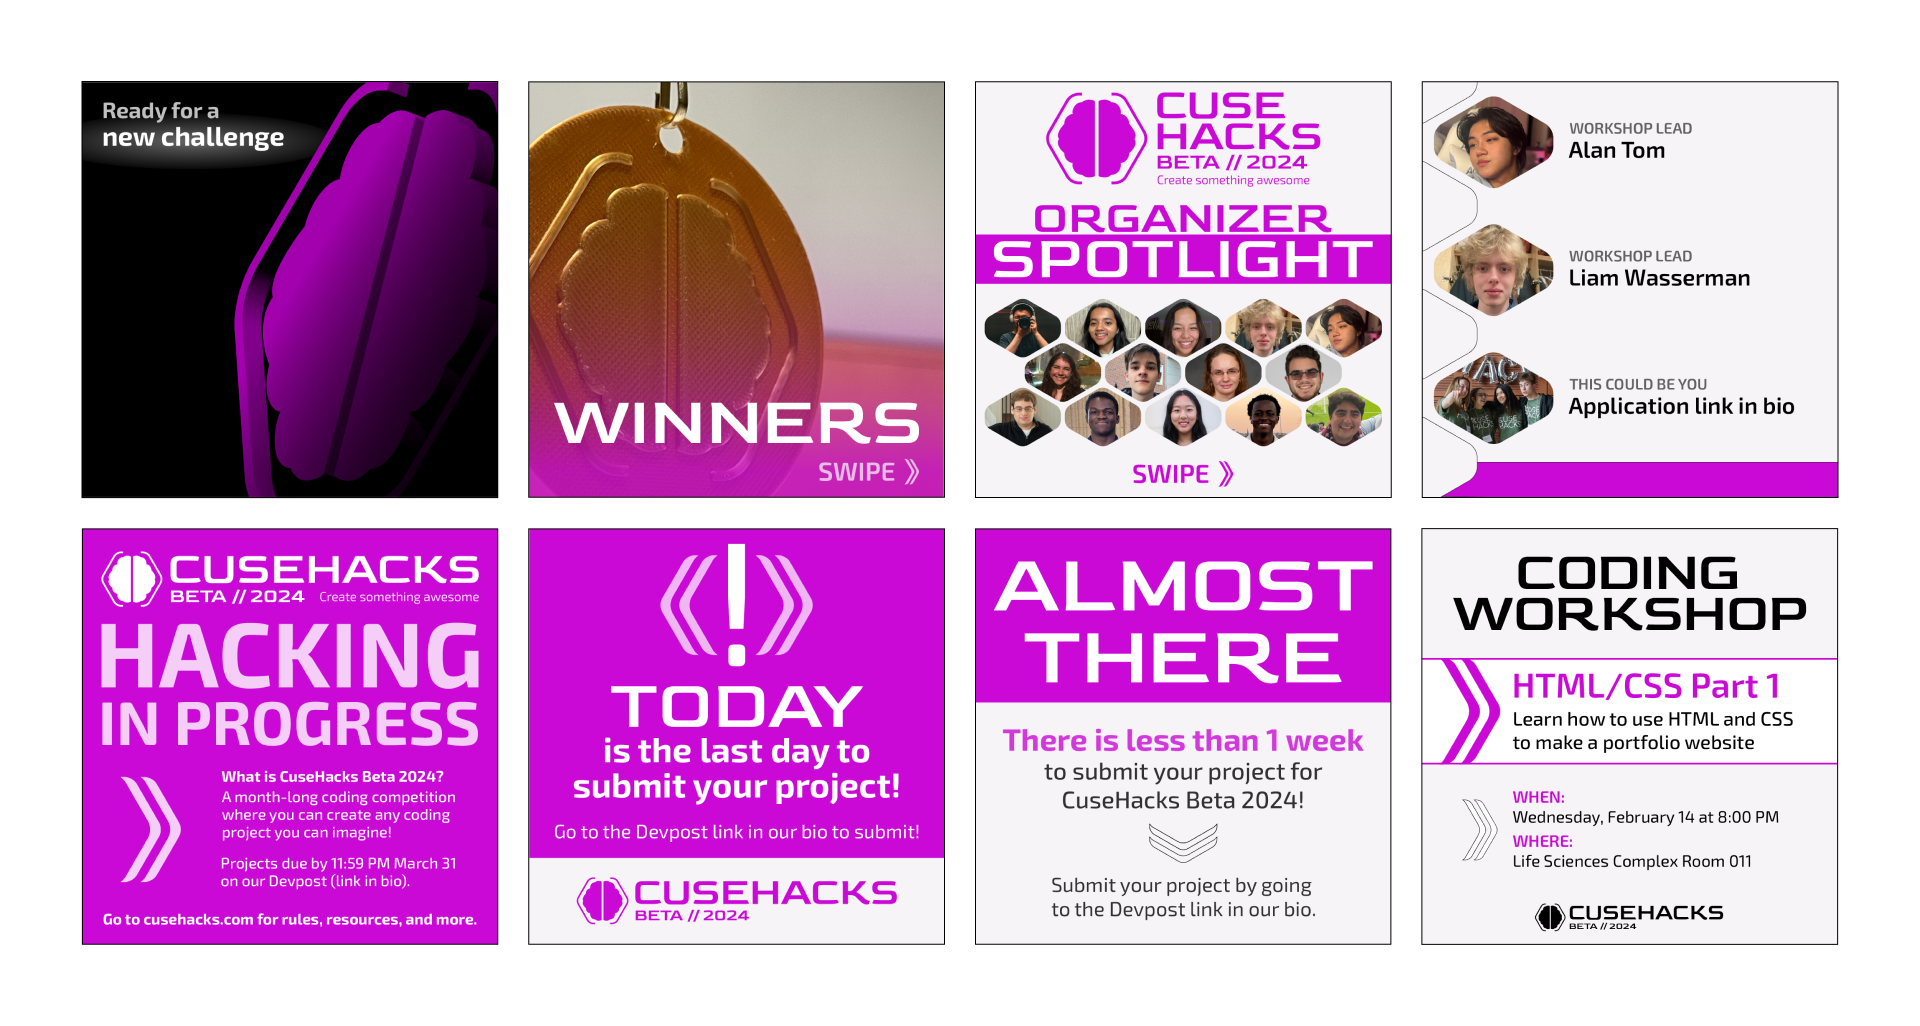 Ready for a
new challenge
WINNERS
SWIPE
CUSE
HACKS
BETA // 2024
Create something awesome
ORGANIZER
SPOTLIGHT
SWIPE
WORKSHOP LEAD
Alan Tom
WORKSHOP LEAD
Liam Wasserman
THIS COULD BE YOU
Application link in bio
CUSEHACKS
BETA // 2024 Create something awesome
HACKING
IN PROGRESS
What is CuseHacks Beta 2024?
A month-long coding competition
where you can create any coding
project you can imagine!
Projects due by 11:59 PM March 31
on our Devpost (link in bio).
Go to cusehacks.com for rules, resources, and more.
!
TODAY
is the last day to
submit your project!
Go to the Devpost link in our bio to submit!
CUSEHACKS
BETA // 2024
ALMOST
THERE
There is less than 1 week
to submit your project for
CuseHacks Beta 2024!
Submit your project by going
to the Devpost link in our bio.
CODING
WORKSHOP
HTML/CSS Part 1
Learn how to use HTML and CSS
to make a portfolio website
WHEN:
Wednesday, February 14 at 8:00 PM
WHERE:
Life Sciences Complex Room 011
CUSEHACKS
BETA // 2024